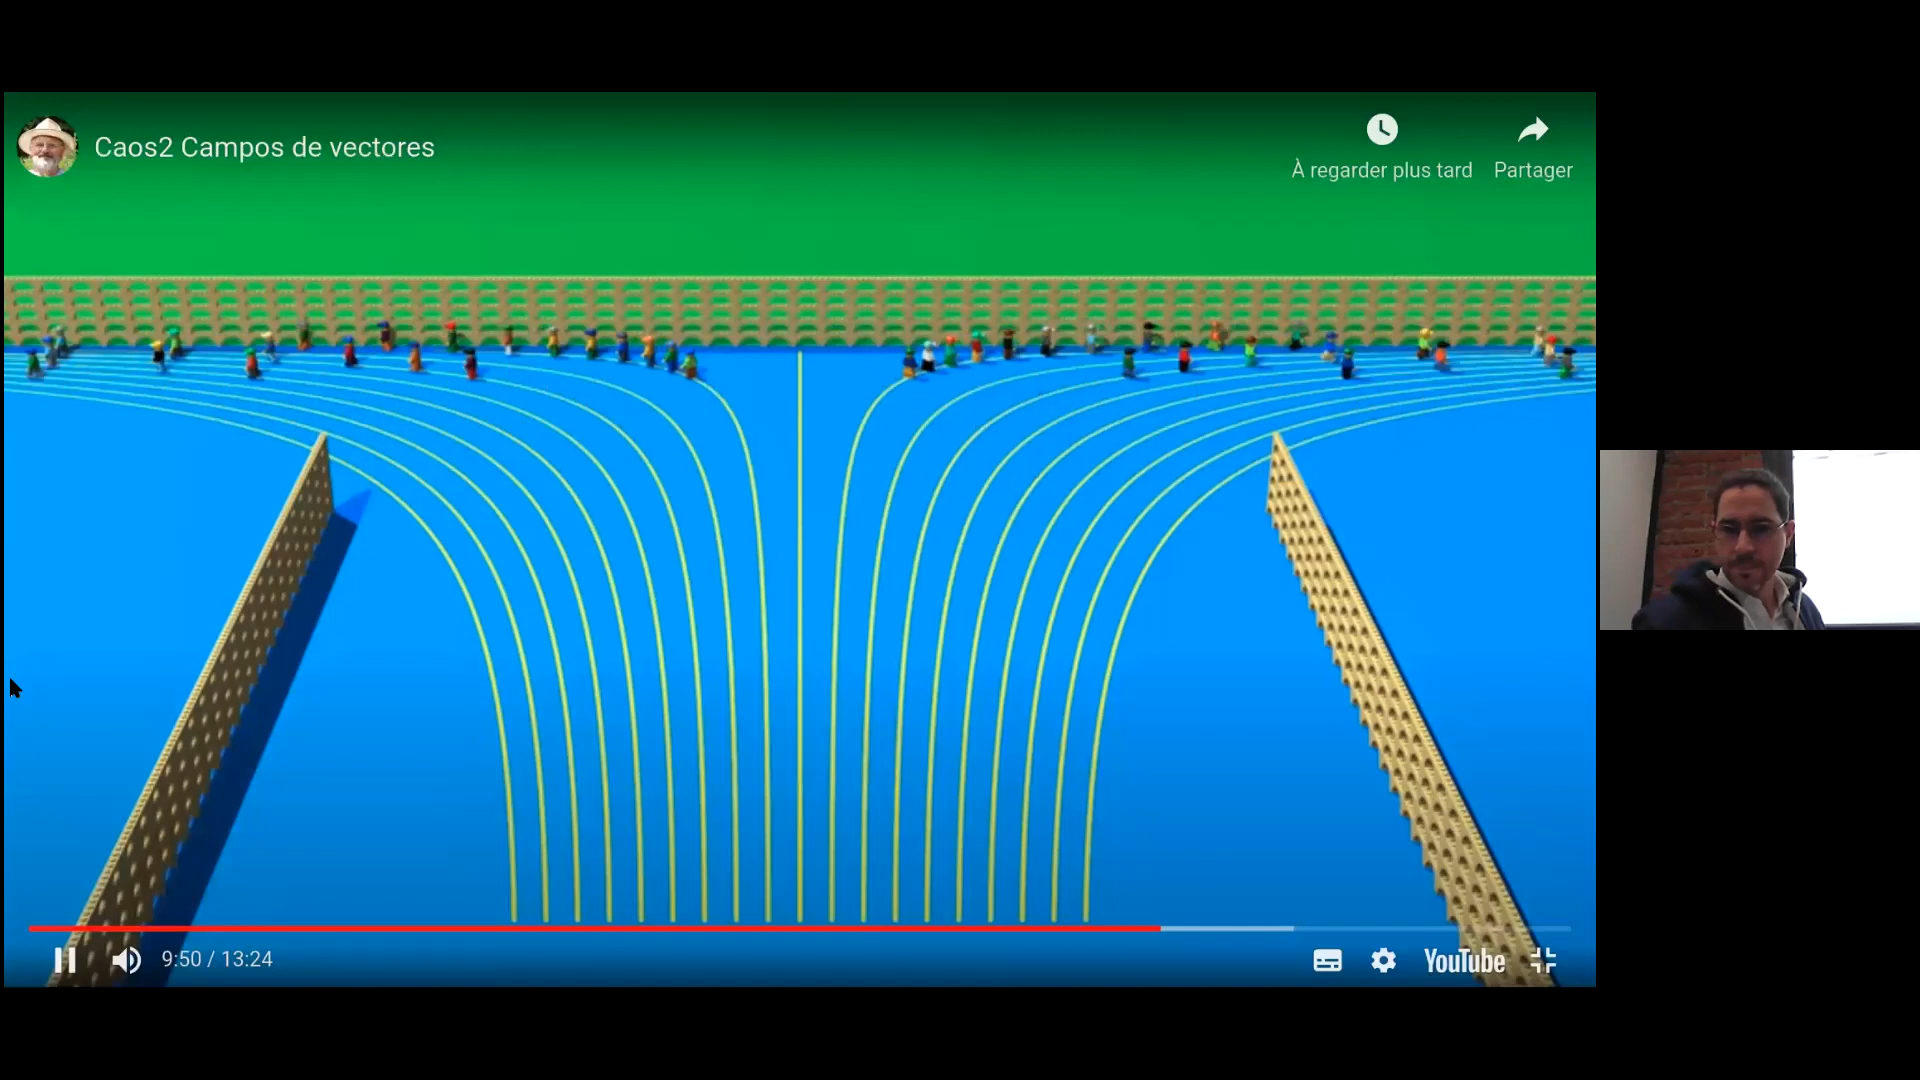 Caos2 Campos de vectores
À regarder plus tard
Partager
9:50 / 13:24
YouTube